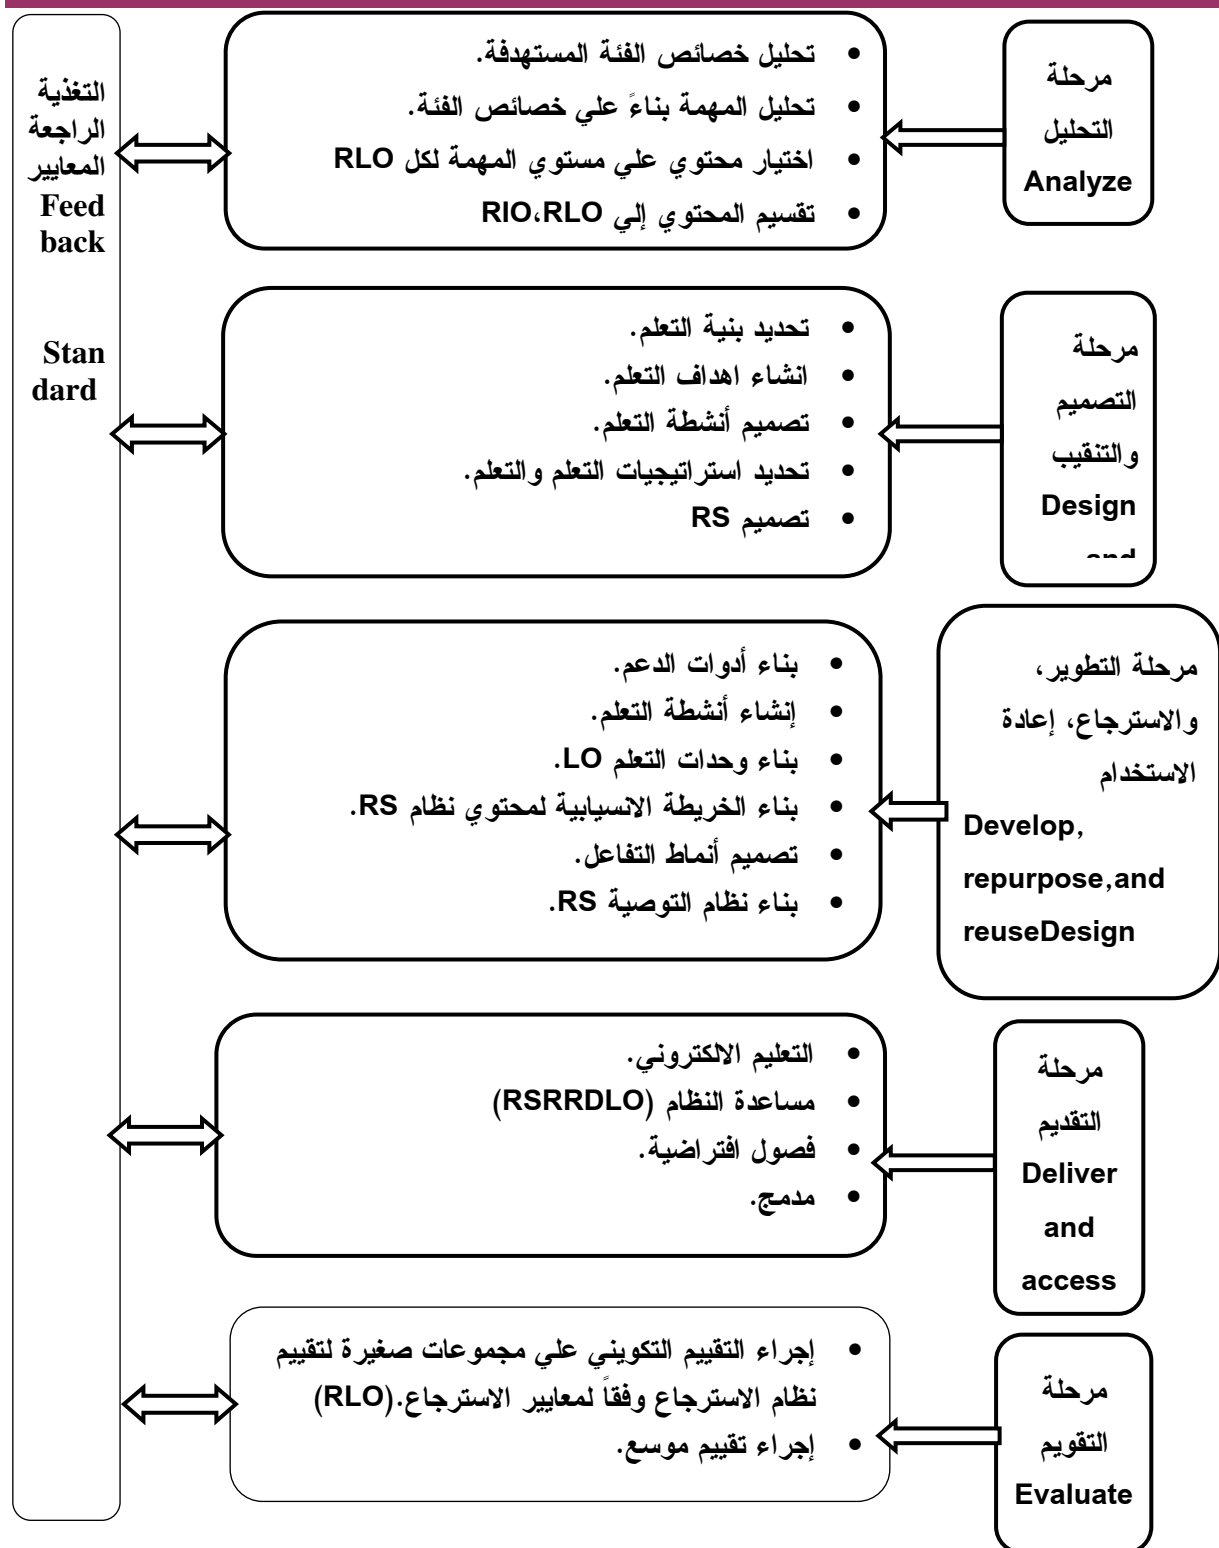 مرحلة
التحليل
Analyze
تحليل خصائص الفئة المستهدفة.
تحليل المهمة بناءً علي خصائص الفئة.
اختيار محتوي علي مستوي المهمة لكل RLO
تقسيم المحتوي إلي RIO،RLO
التغذية
الراجعة
المعايير
Feed
back
Stan
dard
مرحلة
التصميم
والتنقيب
Design
and
تحديد بنية التعلم.
انشاء اهداف التعلم.
تصميم أنشطة التعلم.
تحديد استراتيجيات التعلم والتعلم.
تصميم RS
مرحلة التطوير،
والاسترجاع، إعادة
الاستخدام
Develop,
repurpose,and
reuseDesign
بناء أدوات الدعم.
إنشاء أنشطة التعلم.
بناء وحدات التعلم LO.
بناء الخريطة الانسيابية لمحتوي نظام RS.
تصميم أنماط التفاعل.
بناء نظام التوصية RS.
مرحلة
التقديم
Deliver
and
access
التعليم الالكتروني.
مساعدة النظام (RSRRDLO)
فصول افتراضية.
مدمج.
مرحلة
التقويم
Evaluate
إجراء التقييم التكويني علي مجموعات صغيرة لتقييم
نظام الاسترجاع وفقاً لمعايير الاسترجاع.(RLO)
إجراء تقييم موسع.